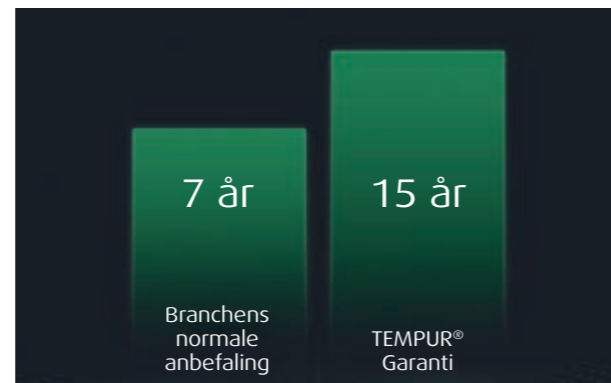 7 år
Branchens
normale
anbefaling
15 år
TEMPUR®
Garanti